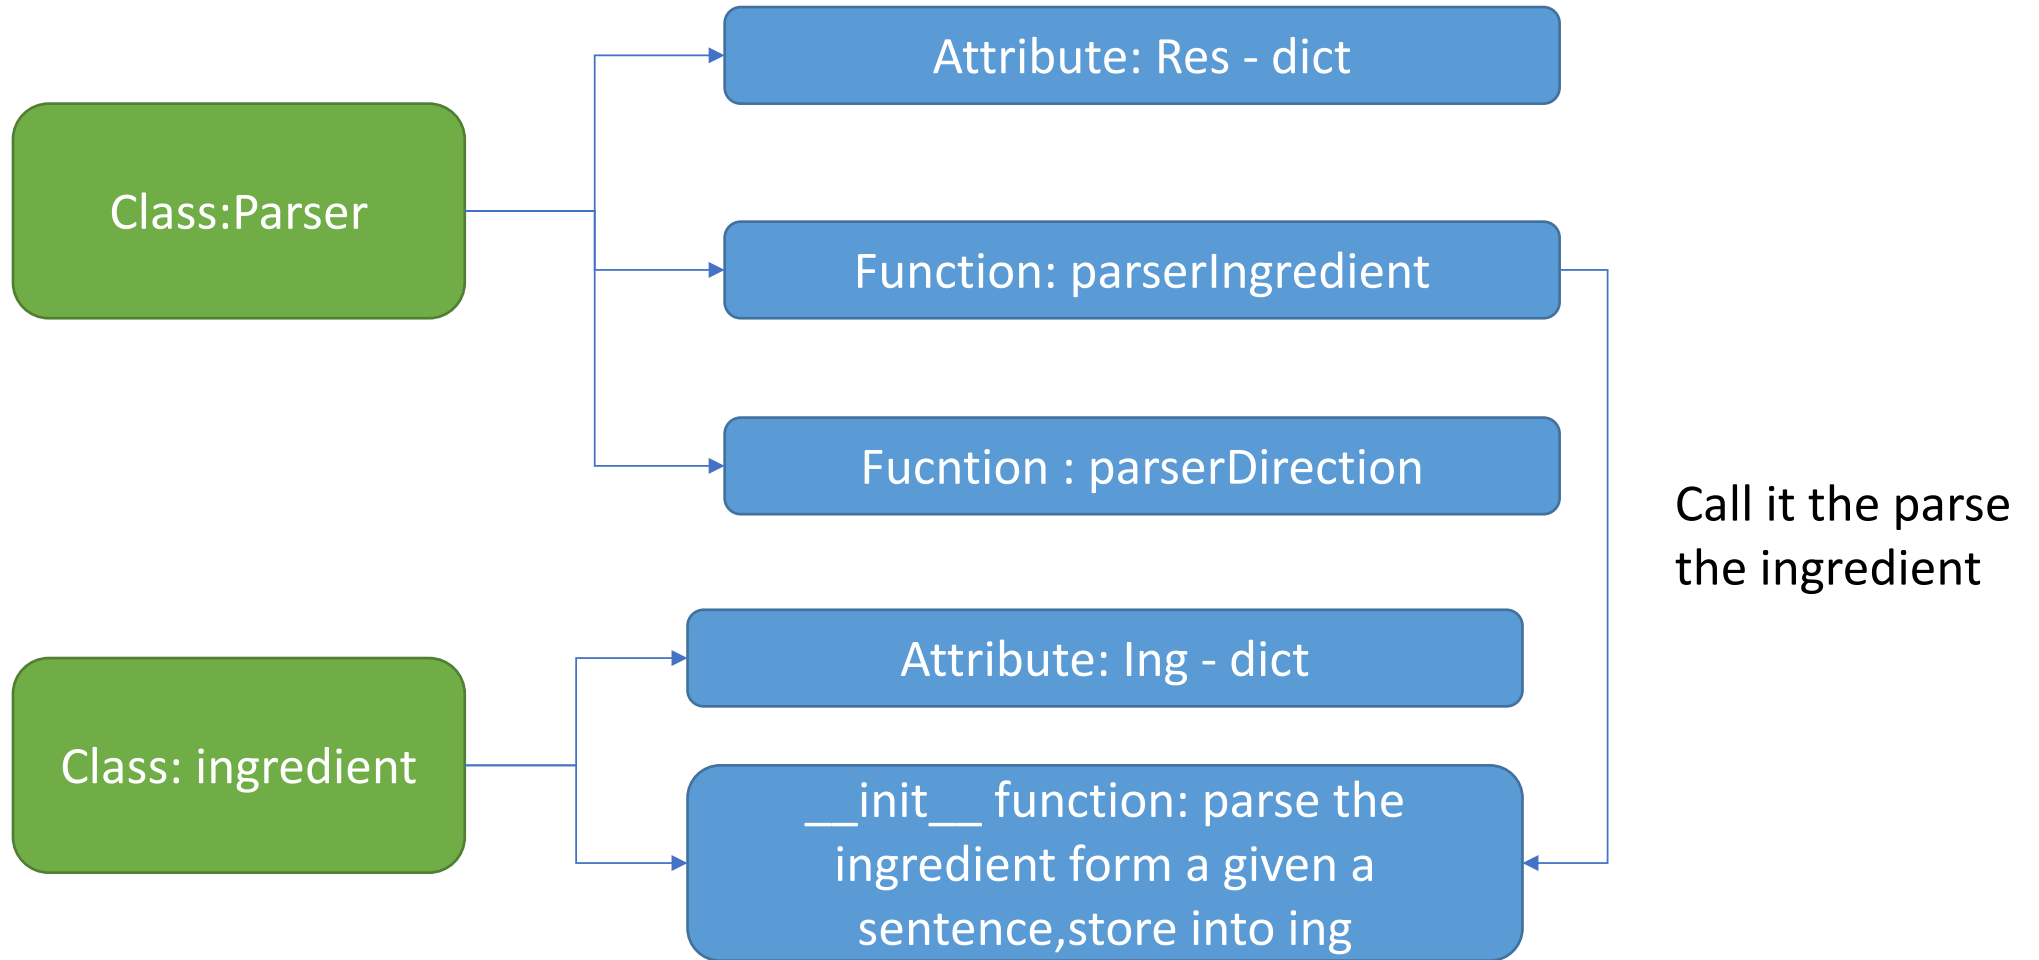 Attribute: Res - dict
Class:Parser
Function: parserIngredient
Fucntion : parserDirection
Call it the parse
the ingredient
Attribute: Ing - dict
Class: ingredient
__init__ function: parse the
ingredient form a given a
sentence,store into ing